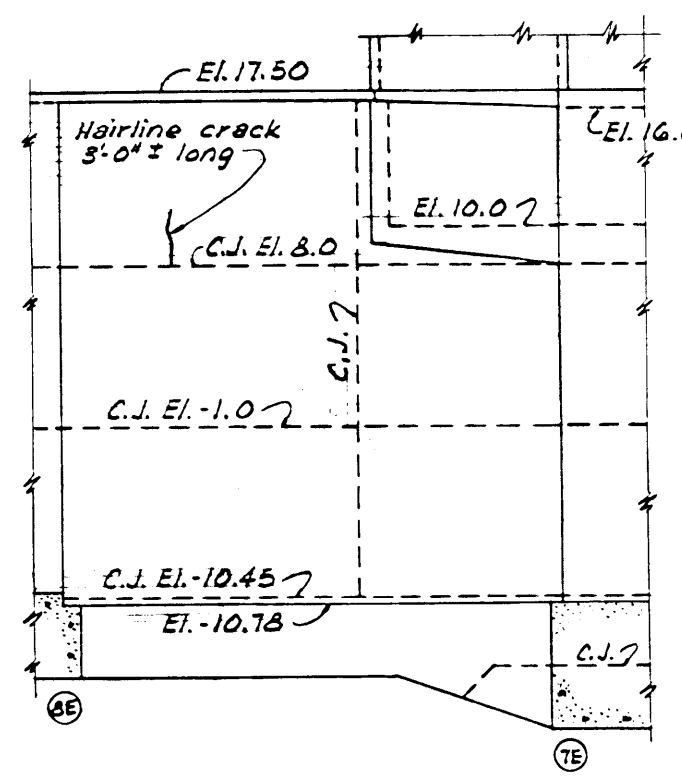 El. 17.50
Hairline crack
3'-0" ± long
El. 16.
El. 10.0
C.J. El. 8.0
C.J.
C.J. El. -1.0
C.J. El. -10.45
El. -10.78
C.J.
8E
7E